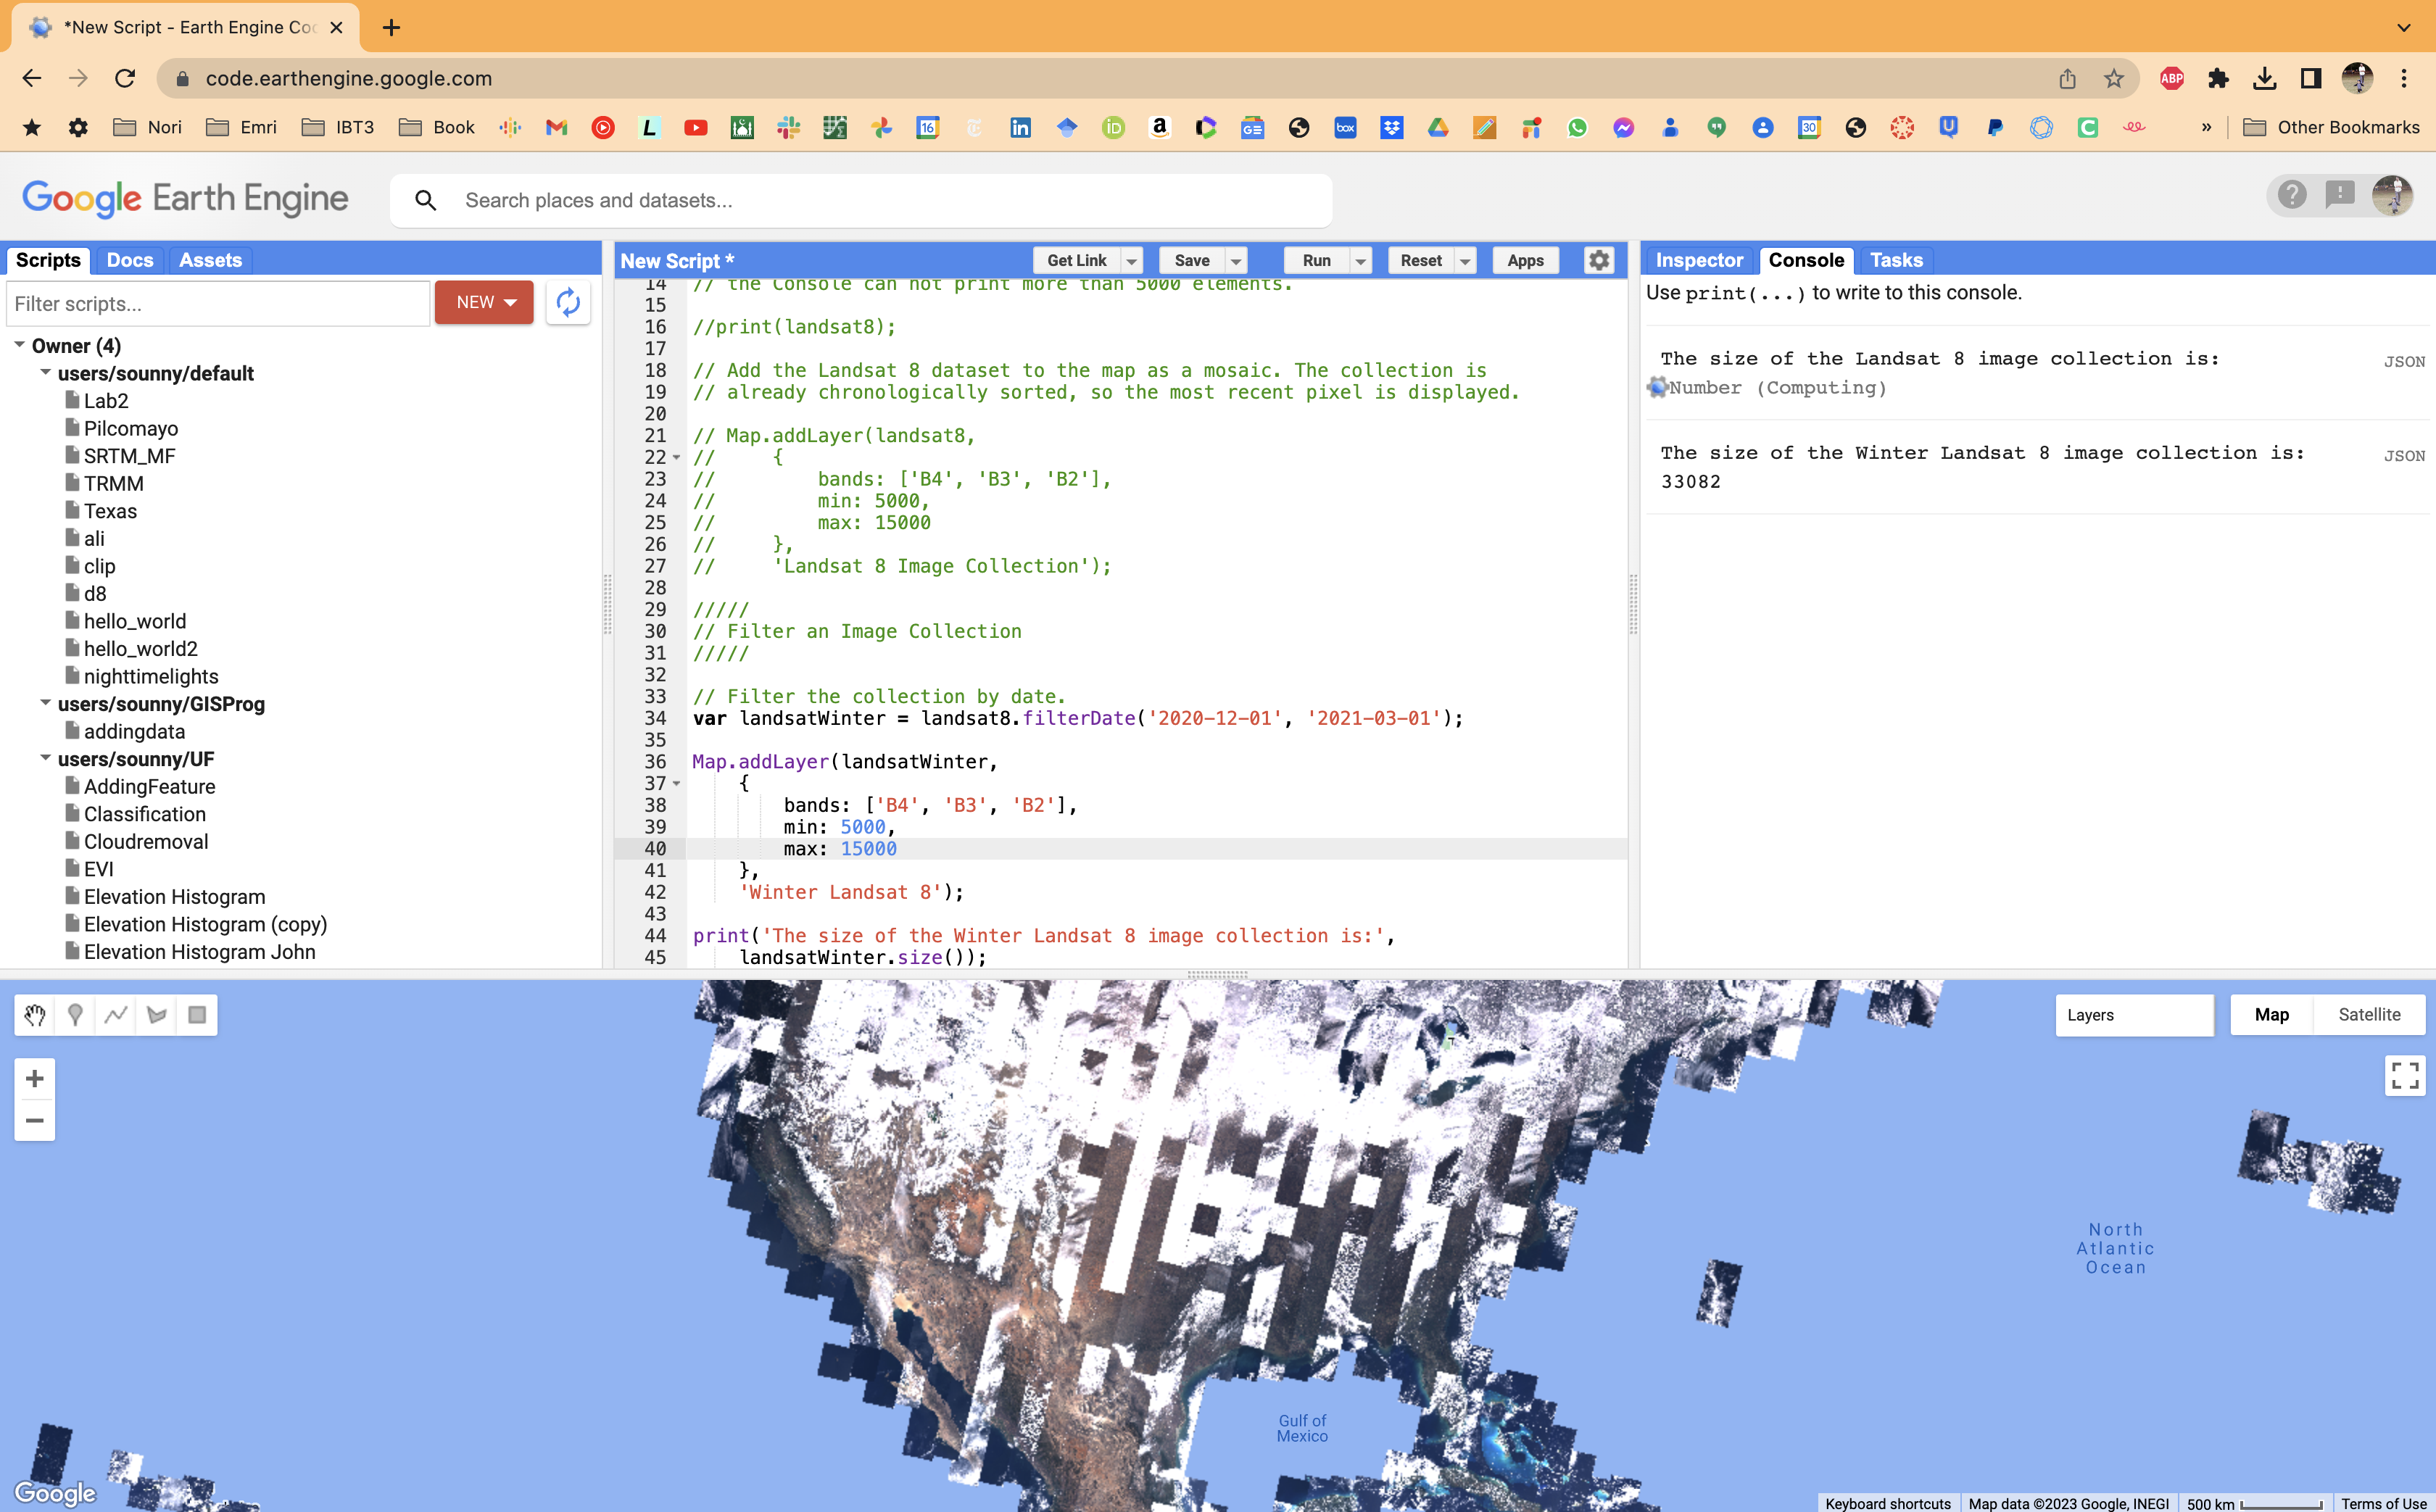 *New Script - Earth Engine Co
code.earthengine.google.com
ABP
Nori
Emri
IBT3
Book
L
16
in
iD
a
GE
box
30
U
C
»
Other Bookmarks
Google Earth Engine
Search places and datasets...
Scripts
Docs
Assets
Filter scripts...
NEW
Owner (4)
users/sounny/default
Lab2
Pilcomayo
SRTM_MF
TRMM
Texas
ali
clip
d8
hello_world
hello_world2
nighttimelights
users/sounny/GISProg
addingdata
users/sounny/UF
AddingFeature
Classification
Cloudremoval
EVI
Elevation Histogram
Elevation Histogram (copy)
Elevation Histogram John
New Script *
Get Link
Save
Run
Reset
Apps
14 // the Console can not print more than 5000 elements.
15
16 //print(landsat8);
17
18 // Add the Landsat 8 dataset to the map as a mosaic. The collection is
19 // already chronologically sorted, so the most recent pixel is displayed.
20
21 // Map.addLayer(landsat8,
22 //     {
23 //         bands: ['B4', 'B3', 'B2'],
24 //         min: 5000,
25 //         max: 15000
26 //     },
27 //     'Landsat 8 Image Collection');
28
29 /////
30 // Filter an Image Collection
31 /////
32
33 // Filter the collection by date.
34 var landsatWinter = landsat8.filterDate('2020-12-01', '2021-03-01');
35
36 Map.addLayer(landsatWinter,
37     {
38         bands: ['B4', 'B3', 'B2'],
39         min: 5000,
40         max: 15000
41     },
42     'Winter Landsat 8');
43
44 print('The size of the Winter Landsat 8 image collection is:',
45     landsatWinter.size());
Inspector
Console
Tasks
Use print(...) to write to this console.
The size of the Landsat 8 image collection is:
JSON
Number (Computing)
The size of the Winter Landsat 8 image collection is:
JSON
33082
Layers
Map
Satellite
North
Atlantic
Ocean
Gulf of
Mexico
Google
Keyboard shortcuts
Map data ©2023 Google, INEGI
500 km
Terms of Use